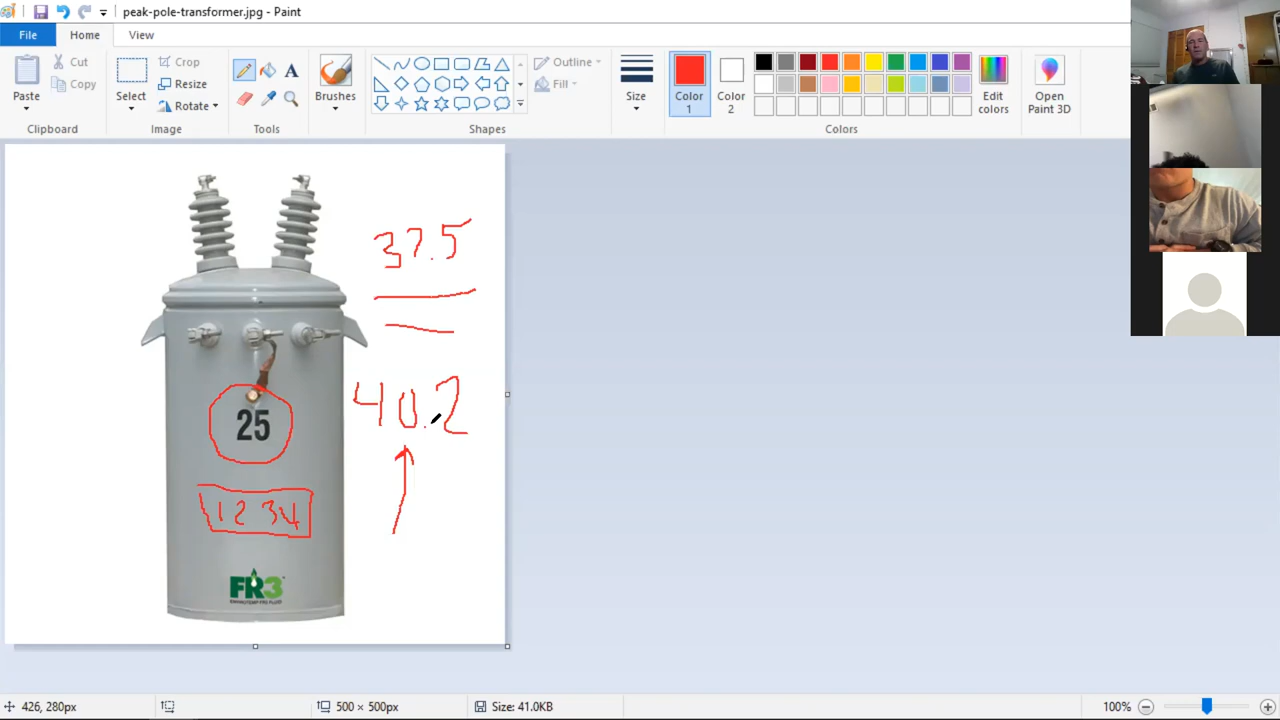 peak-pole-transformer.jpg - Paint
File Home View
Paste Cut Copy
Select Crop Resize Rotate
A
Brushes
Outline Fill
Size
Color 1 Color 2
Edit colors
Open Paint 3D
Clipboard Image Tools Shapes Colors
37.5
40.2
25
1234
FR3
426, 280px 500 × 500px Size: 41.0KB 100%